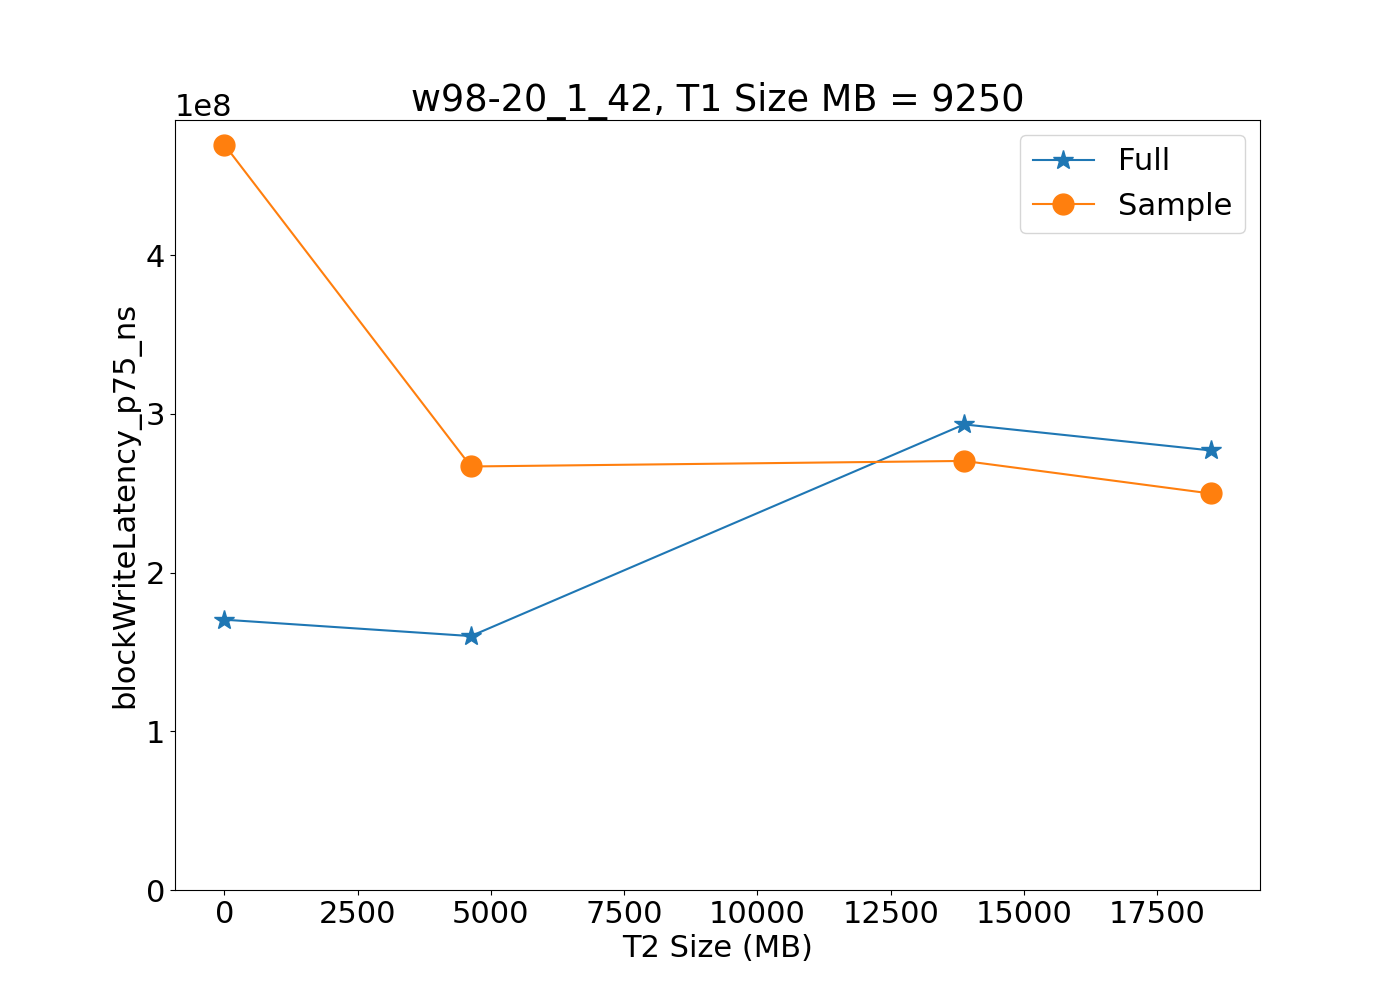 w98-20_1_42, T1 Size MB = 9250
1e8
Full
Sample
4
3
2
1
0
blockWriteLatency_p75_ns
0 2500 5000 7500 10000 12500 15000 17500
T2 Size (MB)